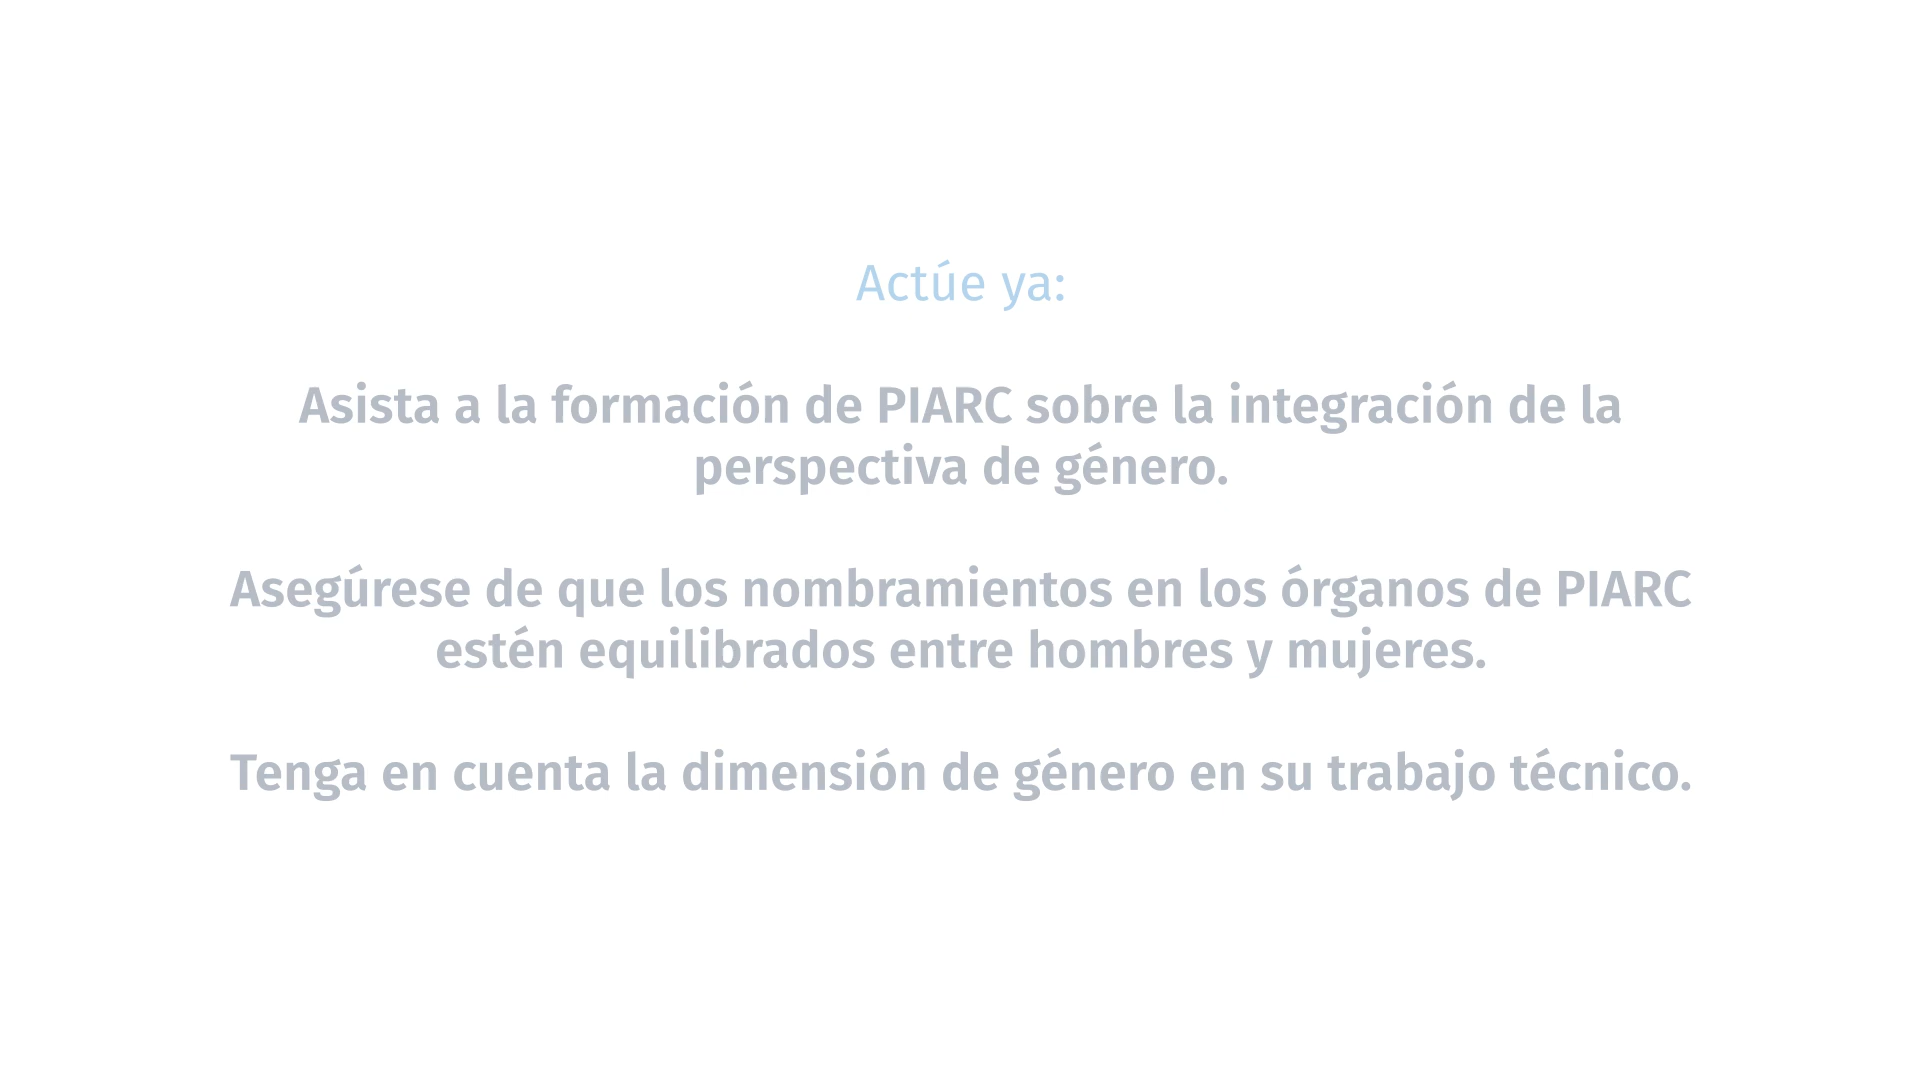 Actúe ya:
Asista a la formación de PIARC sobre la integración de la
perspectiva de género.
Asegúrese de que los nombramientos en los órganos de PIARC
estén equilibrados entre hombres y mujeres.
Tenga en cuenta la dimensión de género en su trabajo técnico.